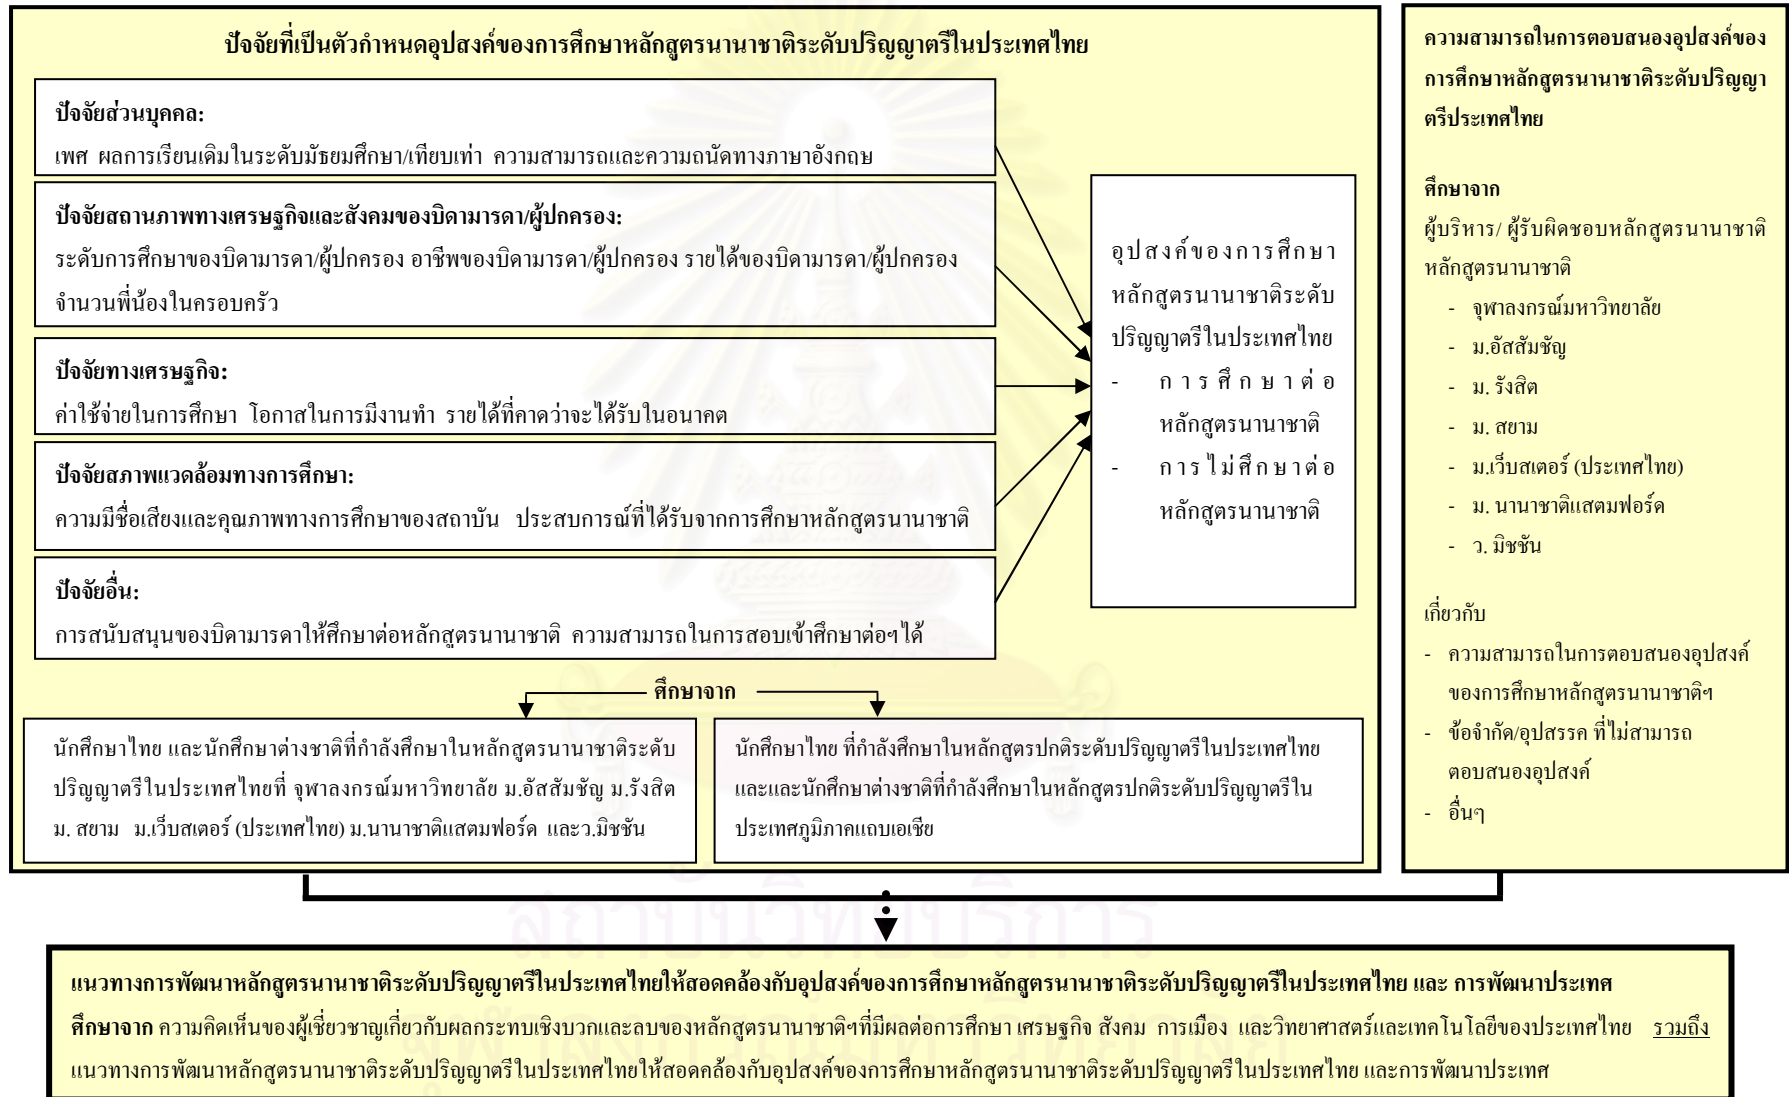 ปัจจัยที่เป็นตัวกำหนดอุปสงค์ของการศึกษาหลักสูตรนานาชาติระดับปริญญาตรีในประเทศไทย
ปัจจัยส่วนบุคคล:
เพศ ผลการเรียนเดิมในระดับมัธยมศึกษา/เทียบเท่า ความสามารถและความถนัดทางภาษาอังกฤษ
ปัจจัยสถานภาพทางเศรษฐกิจและสังคมของบิดามารดา/ผู้ปกครอง:
ระดับการศึกษาของบิดามารดา/ผู้ปกครอง อาชีพของบิดามารดา/ผู้ปกครอง รายได้ของบิดามารดา/ผู้ปกครอง
จำนวนพี่น้องในครอบครัว
ปัจจัยทางเศรษฐกิจ:
ค่าใช้จ่ายในการศึกษา โอกาสในการมีงานทำ รายได้ที่คาดว่าจะได้รับในอนาคต
ปัจจัยสภาพแวดล้อมทางการศึกษา:
ความมีชื่อเสียงและคุณภาพทางการศึกษาของสถาบัน ประสบการณ์ที่ได้รับจากการศึกษาหลักสูตรนานาชาติ
ปัจจัยอื่น:
การสนับสนุนของบิดามารดาให้ศึกษาต่อหลักสูตรนานาชาติ ความสามารถในการสอบเข้าศึกษาต่อฯได้
อุปสงค์ของการศึกษา
หลักสูตรนานาชาติระดับ
ปริญญาตรีในประเทศไทย
- การศึกษาต่อ
หลักสูตรนานาชาติ
- การไม่ศึกษาต่อ
หลักสูตรนานาชาติ
ศึกษาจาก
นักศึกษาไทย และนักศึกษาต่างชาติที่กำลังศึกษาในหลักสูตรนานาชาติระดับ
ปริญญาตรีในประเทศไทยที่ จุฬาลงกรณ์มหาวิทยาลัย ม.อัสสัมชัญ ม.รังสิต
ม. สยาม ม.เว็บสเตอร์ (ประเทศไทย) ม.นานาชาติแสตมฟอร์ด และว.มิชชัน
นักศึกษาไทย ที่กำลังศึกษาในหลักสูตรปกติระดับปริญญาตรีในประเทศไทย
และและนักศึกษาต่างชาติที่กำลังศึกษาในหลักสูตรปกติระดับปริญญาตรีใน
ประเทศภูมิภาคแถบเอเชีย
ความสามารถในการตอบสนองอุปสงค์ของ
การศึกษาหลักสูตรนานาชาติระดับปริญญา
ตรีประเทศไทย
ศึกษาจาก
ผู้บริหาร/ ผู้รับผิดชอบหลักสูตรนานาชาติ
หลักสูตรนานาชาติ
- จุฬาลงกรณ์มหาวิทยาลัย
- ม.อัสสัมชัญ
- ม. รังสิต
- ม. สยาม
- ม.เว็บสเตอร์ (ประเทศไทย)
- ม. นานาชาติแสตมฟอร์ด
- ว. มิชชัน
เกี่ยวกับ
- ความสามารถในการตอบสนองอุปสงค์
ของการศึกษาหลักสูตรนานาชาติฯ
- ข้อจำกัด/อุปสรรค ที่ไม่สามารถ
ตอบสนองอุปสงค์
- อื่นๆ
สถาบันวิทยบริการ
จุฬาลงกรณ์มหาวิทยาลัย
แนวทางการพัฒนาหลักสูตรนานาชาติระดับปริญญาตรีในประเทศไทยให้สอดคล้องกับอุปสงค์ของการศึกษาหลักสูตรนานาชาติระดับปริญญาตรีในประเทศไทย และ การพัฒนาประเทศ
ศึกษาจาก ความคิดเห็นของผู้เชี่ยวชาญเกี่ยวกับผลกระทบเชิงบวกและลบของหลักสูตรนานาชาติฯที่มีผลต่อการศึกษา เศรษฐกิจ สังคม การเมือง และวิทยาศาสตร์และเทคโนโลยีของประเทศไทย รวมถึง
แนวทางการพัฒนาหลักสูตรนานาชาติระดับปริญญาตรีในประเทศไทยให้สอดคล้องกับอุปสงค์ของการศึกษาหลักสูตรนานาชาติระดับปริญญาตรีในประเทศไทย และการพัฒนาประเทศ